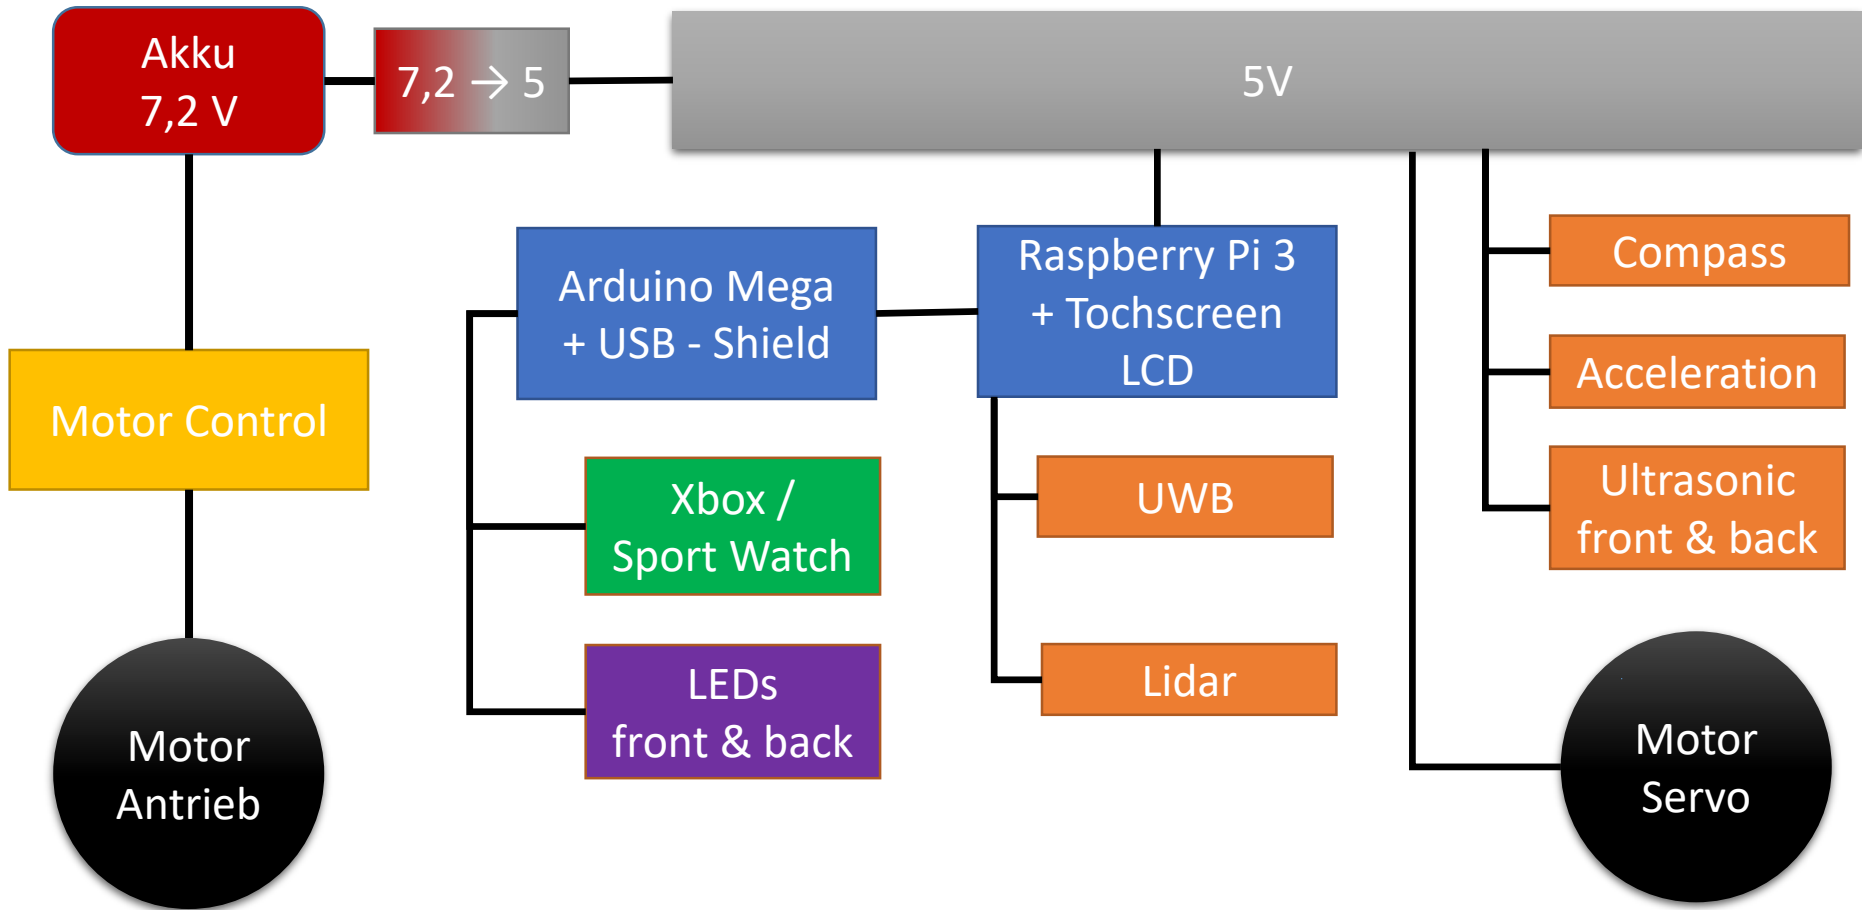 Akku
7,2 V
7,2 → 5
5V
Arduino Mega
+ USB - Shield
Raspberry Pi 3
+ Tochscreen
LCD
Compass
Acceleration
Ultrasonic
front & back
Motor Control
Xbox /
Sport Watch
UWB
LEDs
front & back
Lidar
Motor
Antrieb
Motor
Servo